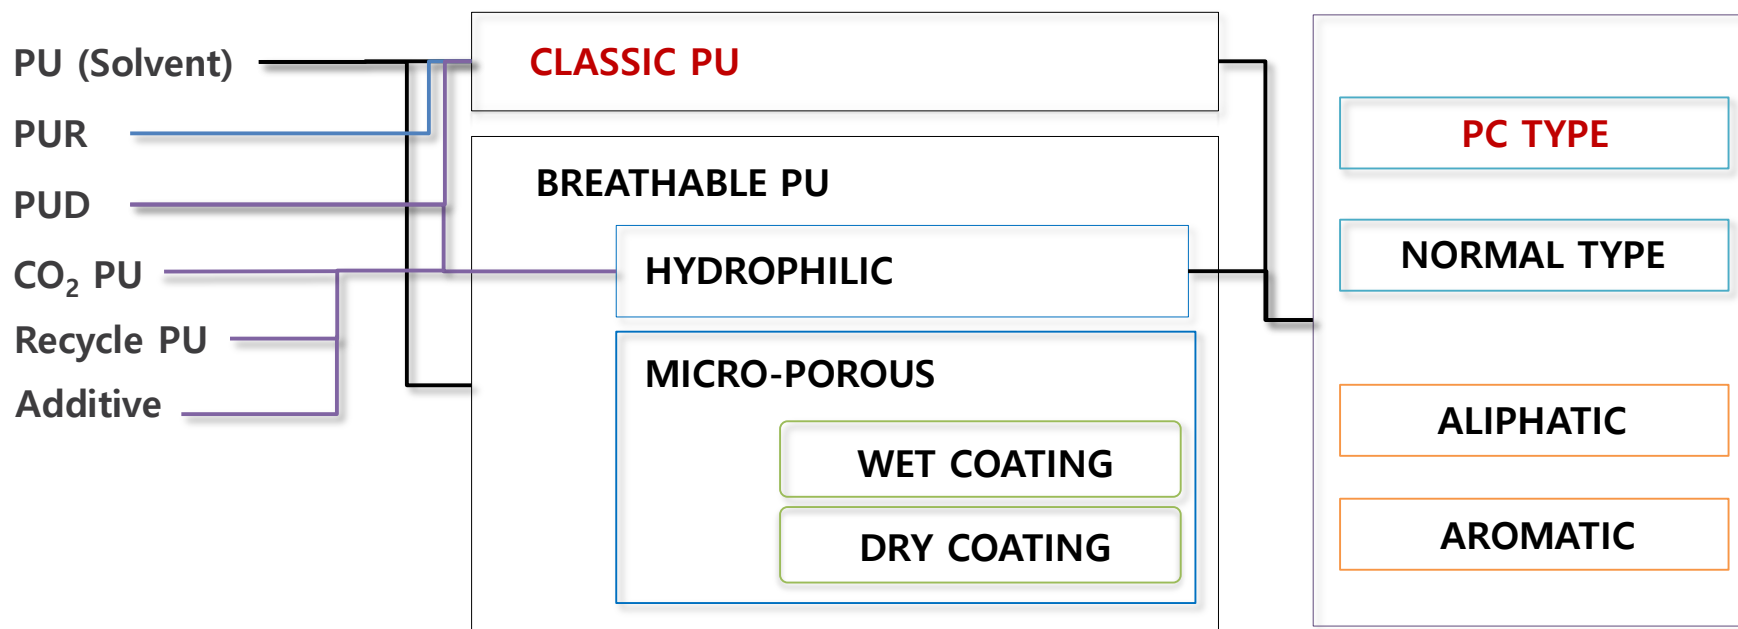 PU (Solvent)
PUR
PUD
CO₂ PU
Recycle PU
Additive
CLASSIC PU
BREATHABLE PU
HYDROPHILIC
MICRO-POROUS
WET COATING
DRY COATING
PC TYPE
NORMAL TYPE
ALIPHATIC
AROMATIC